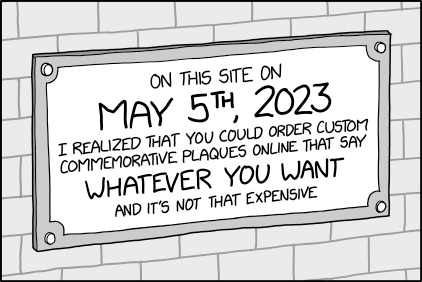 ON THIS SITE ON
MAY 5TH, 2023
I REALIZED THAT YOU COULD ORDER CUSTOM
COMMEMORATIVE PLAQUES ONLINE THAT SAY
WHATEVER YOU WANT
AND IT'S NOT THAT EXPENSIVE